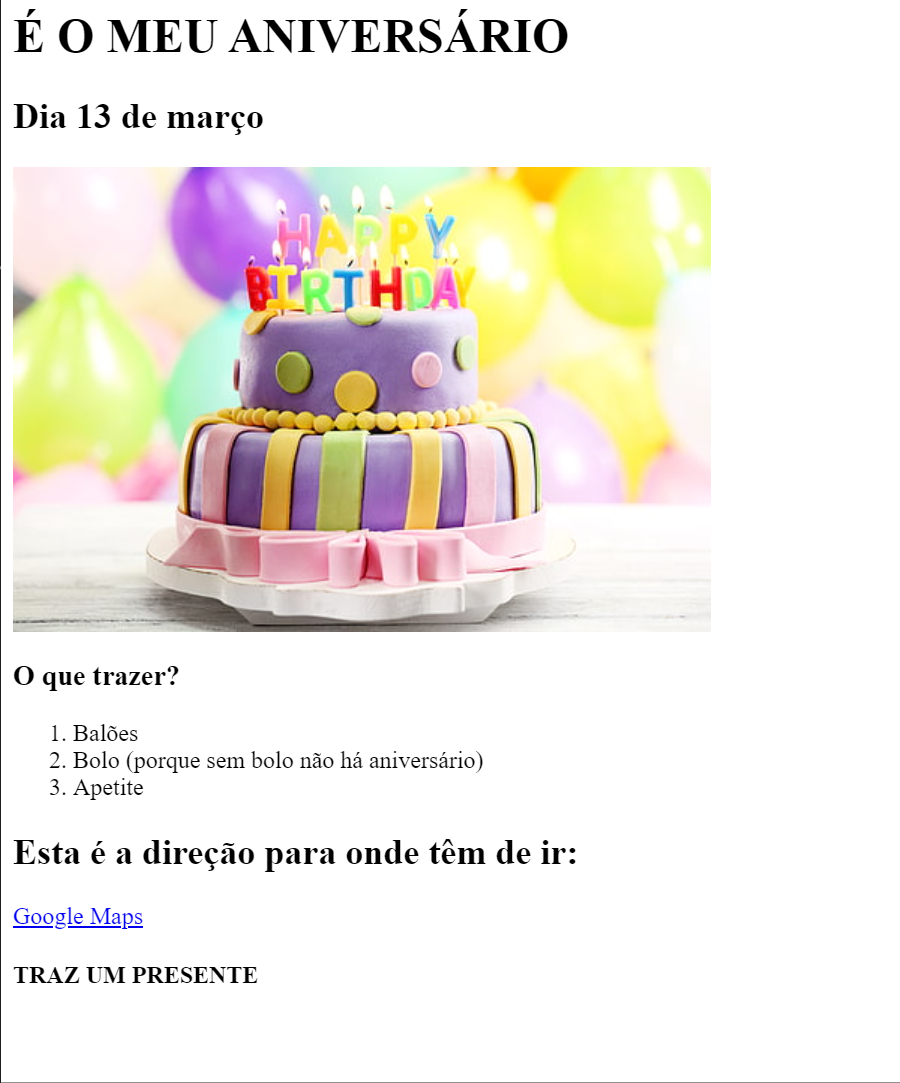 É O MEU ANIVERSÁRIO
Dia 13 de março
HAPPY
BIRTHDAY
O que trazer?
1. Balões
2. Bolo (porque sem bolo não há aniversário)
3. Apetite
Esta é a direção para onde têm de ir:
Google Maps
TRAZ UM PRESENTE